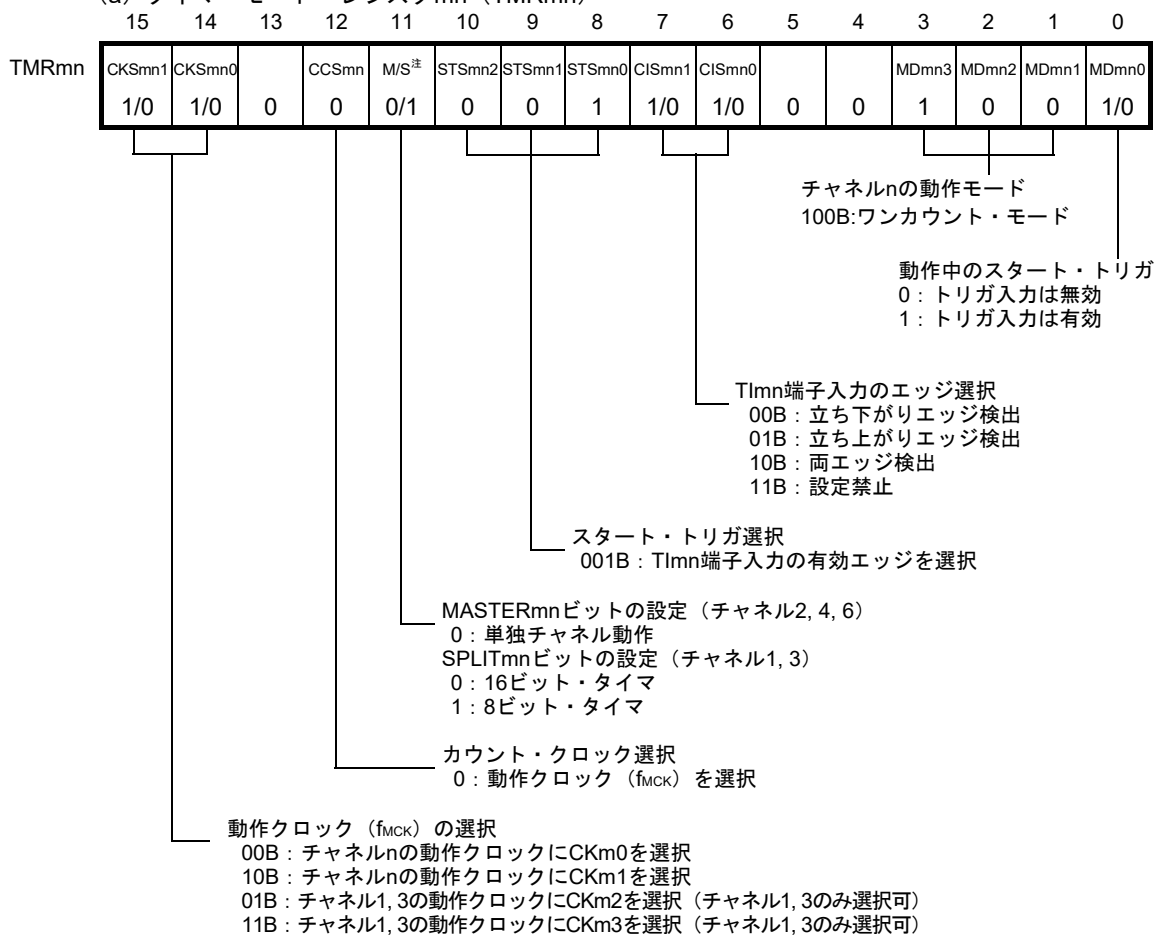 (a) タイマ・モード・レジスタmn (TMRmn)
15 14 13 12 11 10 9 8 7 6 5 4 3 2 1 0
TMRmn CKSmn1 CKSmn0 CCSmn M/S注 STSmn2 STSmn1 STSmn0 CISmn1 CISmn0 MDmn3 MDmn2 MDmn1 MDmn0
1/0 1/0 0 0 0/1 0 0 1 1/0 1/0 0 0 1 0 0 1/0
チャネルnの動作モード
100B:ワンカウント・モード
動作中のスタート・トリガ
0：トリガ入力は無効
1：トリガ入力は有効
TImn端子入力のエッジ選択
00B：立ち下がりエッジ検出
01B：立ち上がりエッジ検出
10B：両エッジ検出
11B：設定禁止
スタート・トリガ選択
001B：TImn端子入力の有効エッジを選択
MASTERmnビットの設定（チャネル2, 4, 6）
0：単独チャネル動作
SPLITmnビットの設定（チャネル1, 3）
0：16ビット・タイマ
1：8ビット・タイマ
カウント・クロック選択
0：動作クロック（fMCK）を選択
動作クロック（fMCK）の選択
00B：チャネルnの動作クロックにCKm0を選択
10B：チャネルnの動作クロックにCKm1を選択
01B：チャネル1, 3の動作クロックにCKm2を選択（チャネル1, 3のみ選択可）
11B：チャネル1, 3の動作クロックにCKm3を選択（チャネル1, 3のみ選択可）